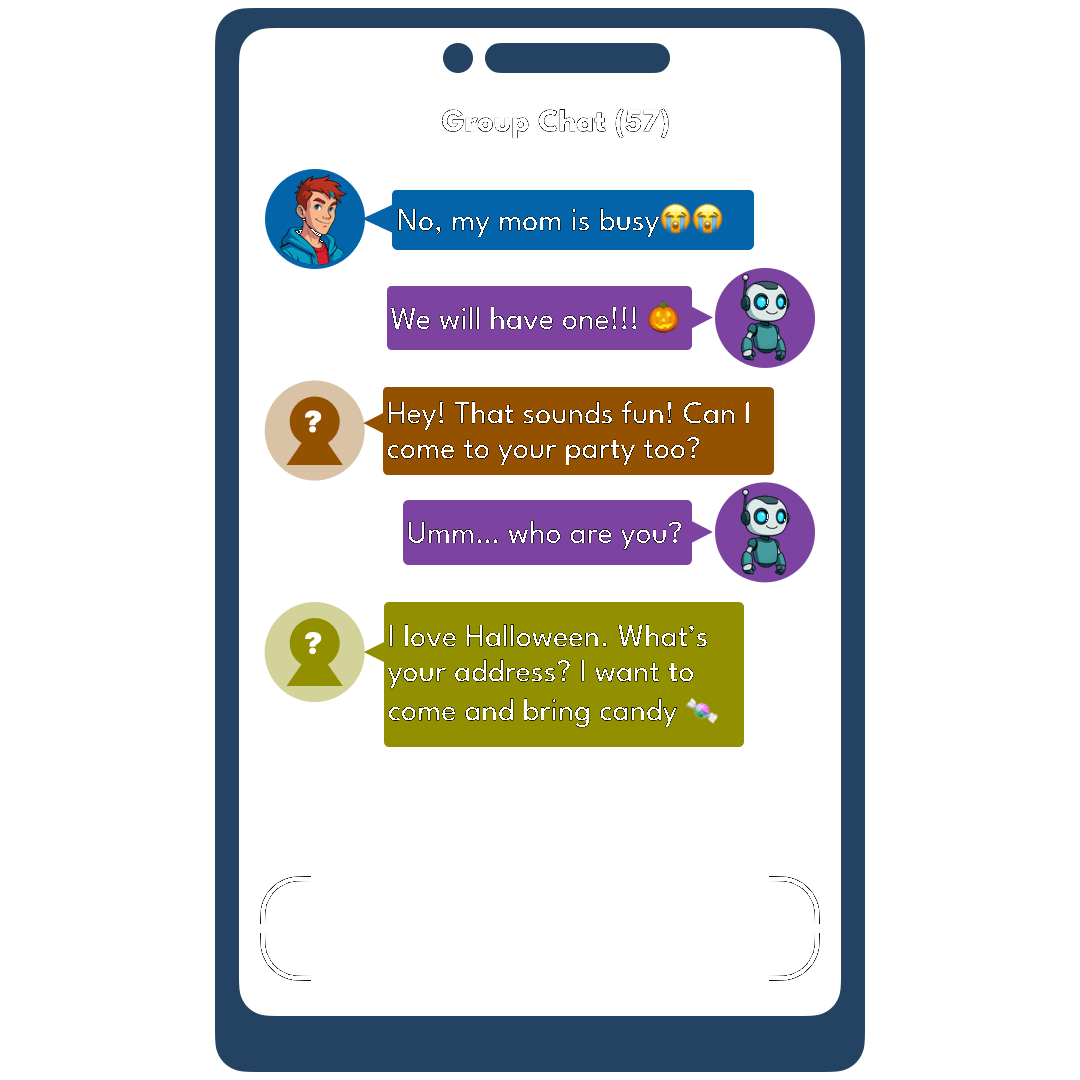 Group Chat (57)
No, my mom is busy😭😭
We will have one!!! 🎃
?
Hey! That sounds fun! Can I
come to your party too?
Umm... who are you?
?
I love Halloween. What's
your address? I want to
come and bring candy 🍬